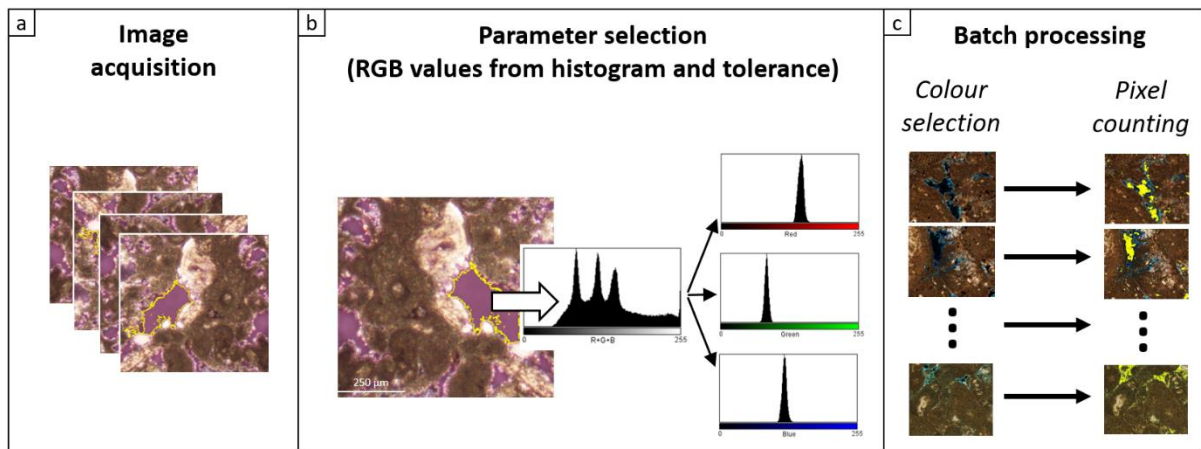 a
Image
acquisition
b
Parameter selection
(RGB values from histogram and tolerance)
250 µm
0
R+G+B
255
0
Red
255
0
Green
255
0
Blue
255
c
Batch processing
Colour
selection
Pixel
counting